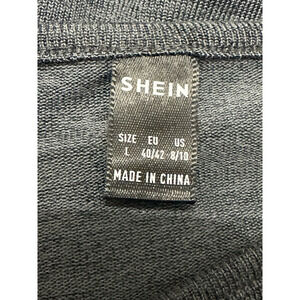 SHEIN
SIZE EU US
L 40/42 8/10
MADE IN CHINA